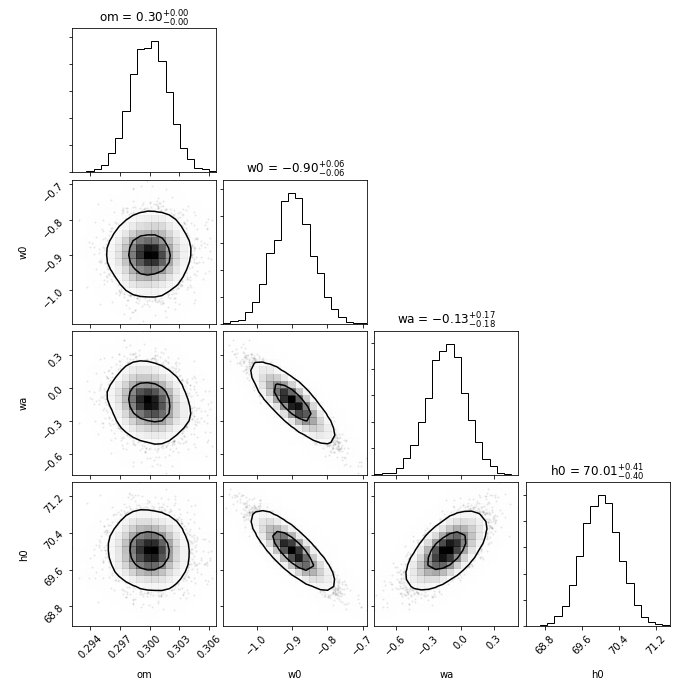 om = 0.30+0.00 −0.00
w0 = −0.90+0.06 −0.06
−0.7
−0.8
−0.9
−1.0
w0
wa = −0.13+0.17 −0.18
0.3
0.0
−0.3
−0.6
wa
h0 = 70.01+0.41 −0.40
71.2
70.4
69.6
68.8
h0
0.294 0.297 0.300 0.303 0.306
−1.0 −0.9 −0.8 −0.7
−0.6 −0.3 0.0 0.3
68.8 69.6 70.4 71.2
om w0 wa h0